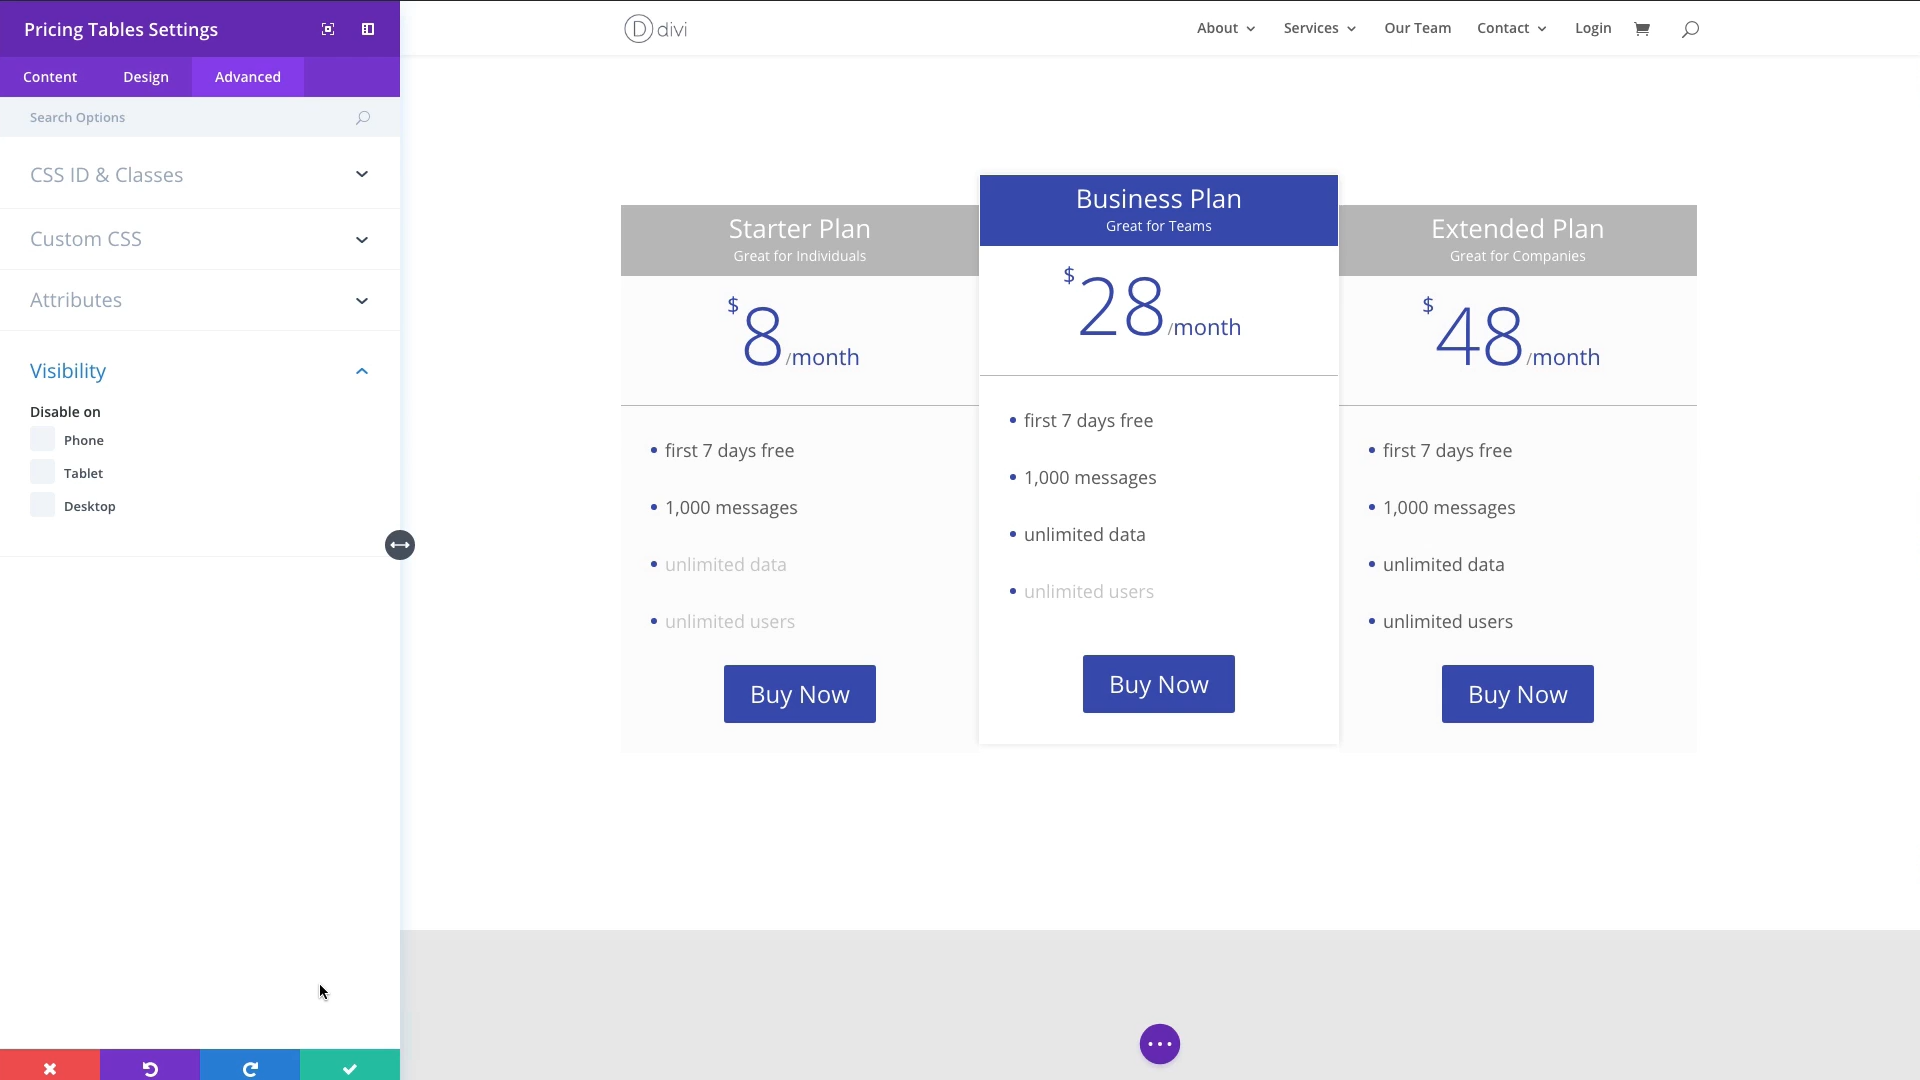 Pricing Tables Settings
Content Design Advanced
Search Options
CSS ID & Classes
Custom CSS
Attributes
Visibility
Disable on
Phone
Tablet
Desktop
D divi
About Services Our Team Contact Login
Starter Plan
Great for Individuals
$8/month
first 7 days free
1,000 messages
unlimited data
unlimited users
Buy Now
Business Plan
Great for Teams
$28/month
first 7 days free
1,000 messages
unlimited data
unlimited users
Buy Now
Extended Plan
Great for Companies
$48/month
first 7 days free
1,000 messages
unlimited data
unlimited users
Buy Now